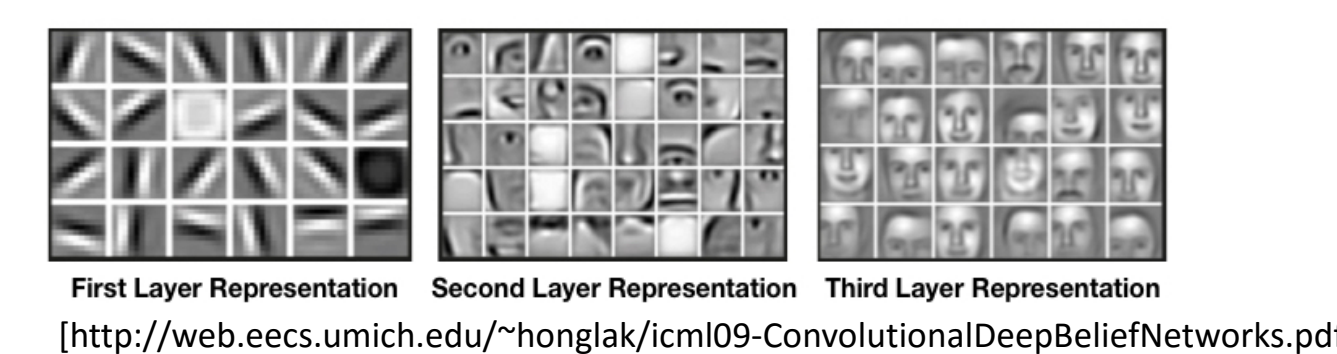 First Layer Representation Second Layer Representation Third Layer Representation
[http://web.eecs.umich.edu/~honglak/icml09-ConvolutionalDeepBeliefNetworks.pdf